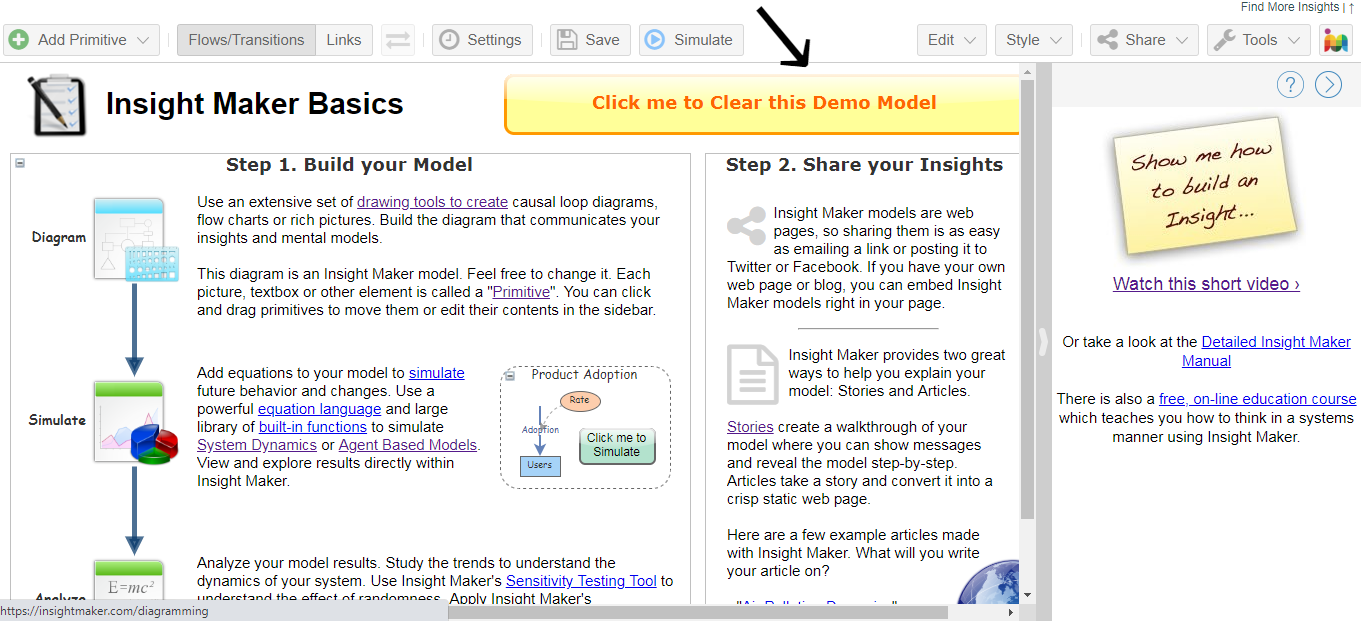 Find More Insights | ↑
Add Primitive
Flows/Transitions
Links
Settings
Save
Simulate
Edit
Style
Share
Tools
Insight Maker Basics
Click me to Clear this Demo Model
Step 1. Build your Model
Diagram
Use an extensive set of drawing tools to create causal loop diagrams,
flow charts or rich pictures. Build the diagram that communicates your
insights and mental models.
This diagram is an Insight Maker model. Feel free to change it. Each
picture, textbox or other element is called a "Primitive". You can click
and drag primitives to move them or edit their contents in the sidebar.
Simulate
Add equations to your model to simulate
future behavior and changes. Use a
powerful equation language and large
library of built-in functions to simulate
System Dynamics or Agent Based Models.
View and explore results directly within
Insight Maker.
Product Adoption
Rate
Adoption
Users
Click me to
Simulate
Analyze
E=mc²
Analyze your model results. Study the trends to understand the
dynamics of your system. Use Insight Maker's Sensitivity Testing Tool to
understand the effect of randomness. Apply Insight Maker's
https://insightmaker.com/diagramming
Step 2. Share your Insights
Insight Maker models are web
pages, so sharing them is as easy
as emailing a link or posting it to
Twitter or Facebook. If you have your own
web page or blog, you can embed Insight
Maker models right in your page.
Insight Maker provides two great
ways to help you explain your
model: Stories and Articles.
Stories create a walkthrough of your
model where you can show messages
and reveal the model step-by-step.
Articles take a story and convert it into a
crisp static web page.
Here are a few example articles made
with Insight Maker. What will you write
your article on?
?
Show me how
to build an
Insight...
Watch this short video ›
Or take a look at the Detailed Insight Maker
Manual
There is also a free, on-line education course
which teaches you how to think in a systems
manner using Insight Maker.